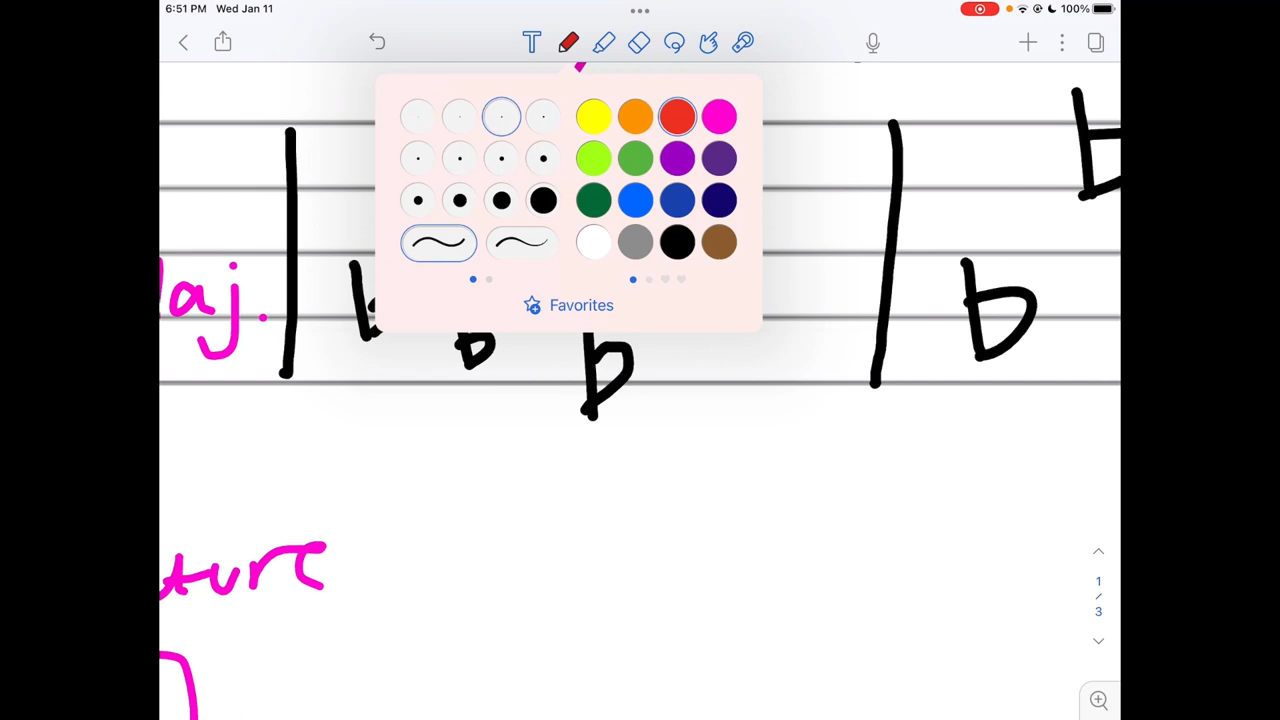 6:51 PM Wed Jan 11 100%
T
Favorites
aj.
b b b b
ture
1
/
3